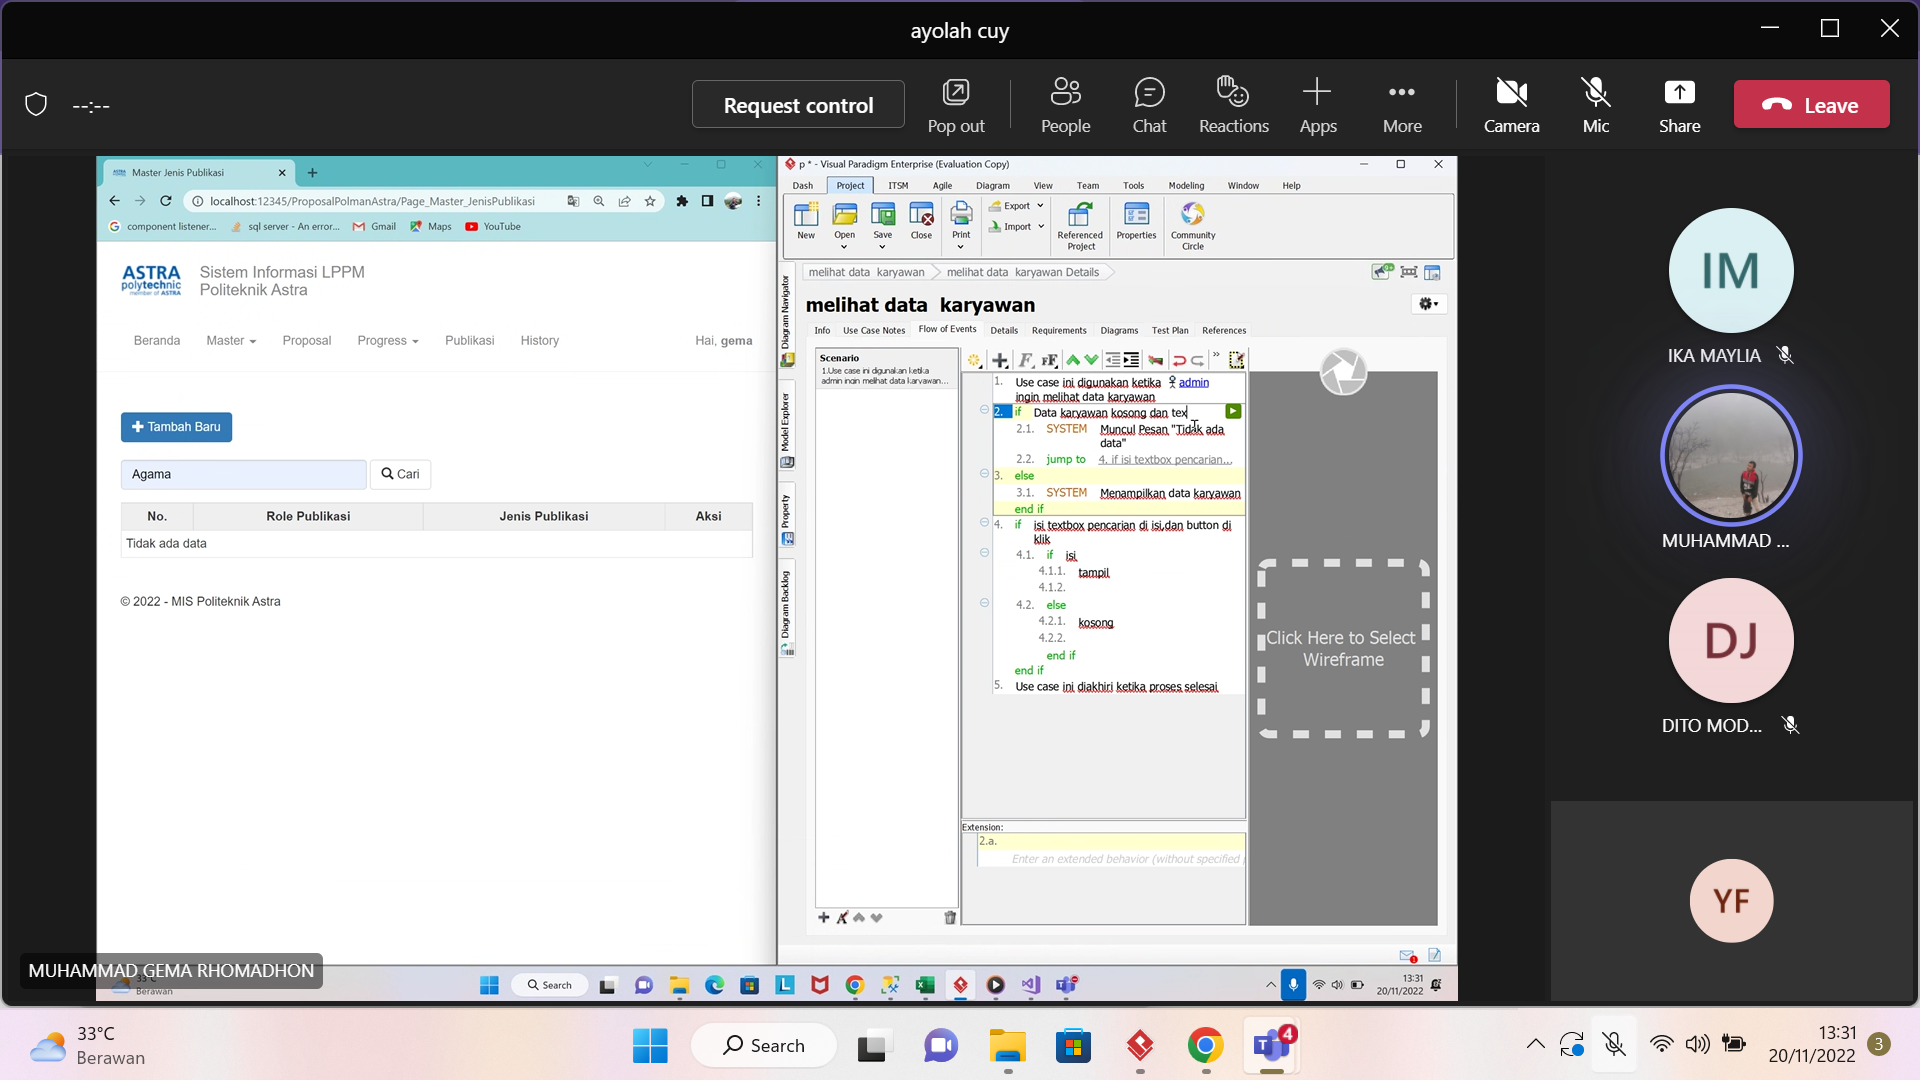 ayolah cuy
--:--
Request control
Pop out
People
Chat
Reactions
Apps
More
Camera
Mic
Share
Leave
Master Jenis Publikasi
localhost:12345/ProposalPolmanAstra/Page_Master_JenisPublikasi
component listener...
sql server - An error...
Gmail
Maps
YouTube
ASTRA
polytechnic
member of ASTRA
Sistem Informasi LPPM
Politeknik Astra
Beranda
Master
Proposal
Progress
Publikasi
History
Hai, gema
Tambah Baru
Agama
Cari
No.
Role Publikasi
Jenis Publikasi
Aksi
Tidak ada data
© 2022 - MIS Politeknik Astra
p * - Visual Paradigm Enterprise (Evaluation Copy)
Dash
Project
ITSM
Agile
Diagram
View
Team
Tools
Modeling
Window
Help
New
Open
Save
Close
Print
Export
Import
Referenced
Project
Properties
Community
Circle
melihat data karyawan
melihat data karyawan Details
melihat data karyawan
Info
Use Case Notes
Flow of Events
Details
Requirements
Diagrams
Test Plan
References
Diagram Navigator
Model Explorer
Property
Diagram Backlog
Scenario
1.Use case ini digunakan ketika
admin ingin melihat data karyawan...
1. Use case ini digunakan ketika admin
ingin melihat data karyawan
2. if Data karyawan kosong dan tex
2.1. SYSTEM Muncul Pesan "Tidak ada
data"
2.2. jump to 4. if isi textbox pencarian...
3. else
3.1. SYSTEM Menampilkan data karyawan
end if
4. if isi textbox pencarian di isi,dan button di
klik
4.1. if isi
4.1.1. tampil
4.1.2.
4.2. else
4.2.1. kosong
4.2.2.
end if
end if
5. Use case ini diakhiri ketika proses selesai
Extension:
2.a.
Enter an extended behavior (without specified
Click Here to Select
Wireframe
IM
IKA MAYLIA
MUHAMMAD ...
DJ
DITO MOD...
YF
MUHAMMAD GEMA RHOMADHON
33°C
Berawan
Search
1
13:31
20/11/2022
33°C
Berawan
Search
4
13:31
20/11/2022
3